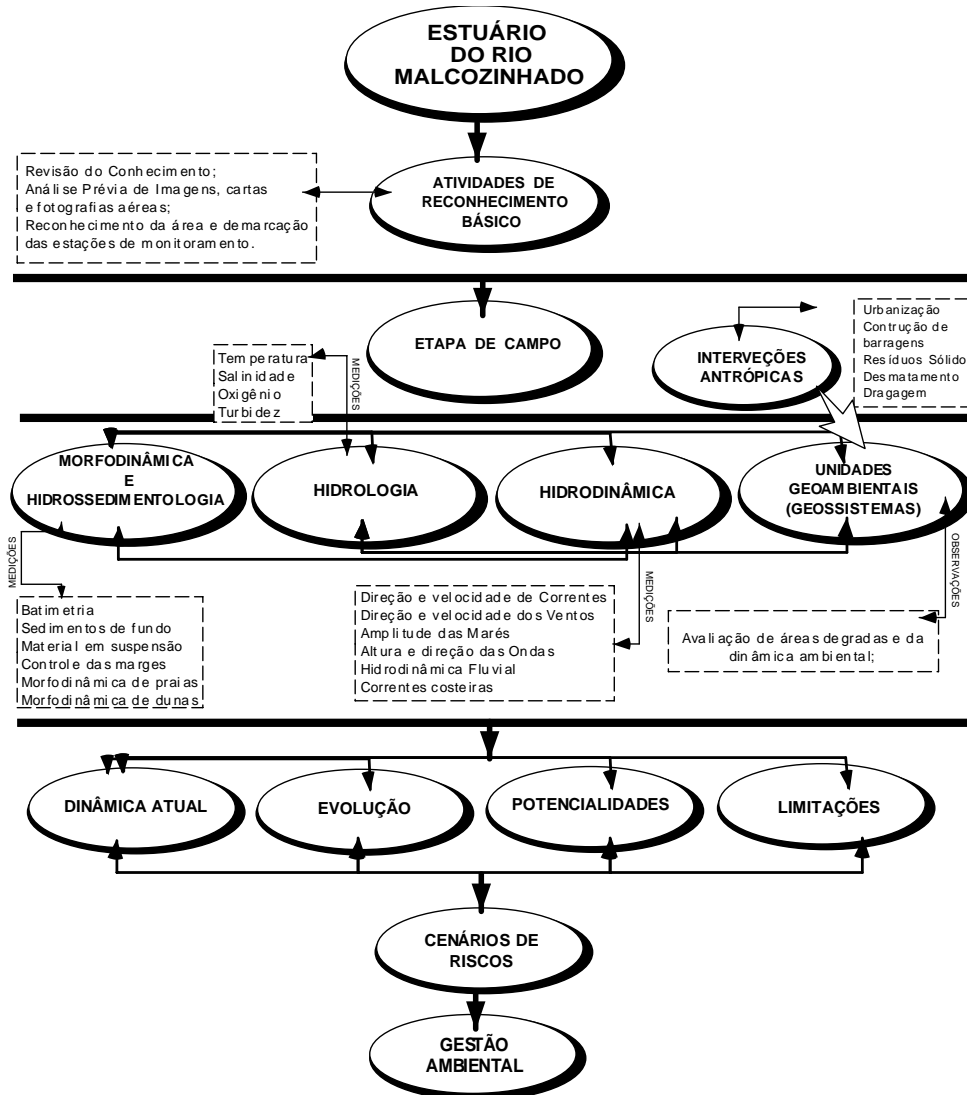 ESTUÁRIO
DO RIO
MALCOZINHADO
Revisão do Conhecimento;
Análise Prévia de Imagens, cartas
e fotografias aéreas;
Reconhecimento da área e demarcação
das estações de monitoramento.
ATIVIDADES DE
RECONHECIMENTO
BÁSICO
ETAPA DE CAMPO
INTERVEÇÕES
ANTRÓPICAS
Urbanização
Contrução de
barragens
Resíduos Sólido
Desmatamento
Dragagem
Temperatura
Salinidade
Oxigênio
Turbidez
MEDIÇÕES
MORFODINÂMICA
E
HIDROSSEDIMENTOLOGIA
HIDROLOGIA
HIDRODINÂMICA
UNIDADES
GEOAMBIENTAIS
(GEOSSISTEMAS)
MEDIÇÕES
Batimetria
Sedimentos de fundo
Material em suspensão
Controle das marges
Morfodinâmica de praias
Morfodinâmica de dunas
Direção e velocidade de Correntes
Direção e velocidade dos Ventos
Amplitude das Marés
Altura e direção das Ondas
Hidrodinâmica Fluvial
Correntes costeiras
MEDIÇÕES
Avaliação de áreas degradas e da
dinâmica ambiental;
OBSERVAÇÕES
DINÂMICA ATUAL
EVOLUÇÃO
POTENCIALIDADES
LIMITAÇÕES
CENÁRIOS DE
RISCOS
GESTÃO
AMBIENTAL